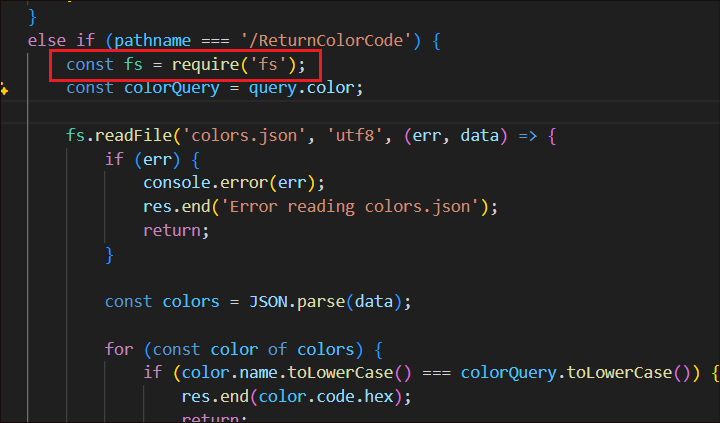 }
else if (pathname === '/ReturnColorCode') {
const fs = require('fs');
const colorQuery = query.color;
fs.readFile('colors.json', 'utf8', (err, data) => {
if (err) {
console.error(err);
res.end('Error reading colors.json');
return;
}
const colors = JSON.parse(data);
for (const color of colors) {
if (color.name.toLowerCase() === colorQuery.toLowerCase()) {
res.end(color.code.hex);
return;